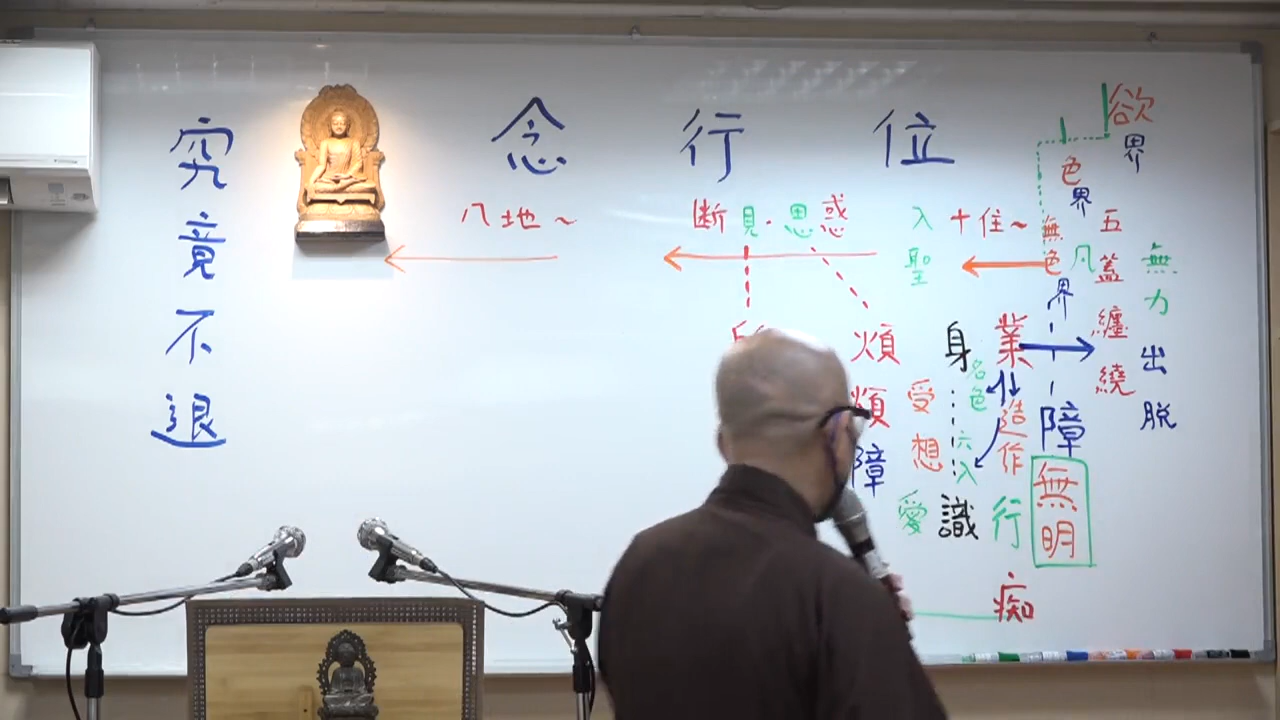 欲界
色界
無色界
無力出脫
五蓋纏繞
凡
位
行
念
究竟不退
十住~
入聖
斷見·思惑
八地~
業障
無明
造作
行
痴
身
識
名色
六入
受想
愛
煩
煩
障